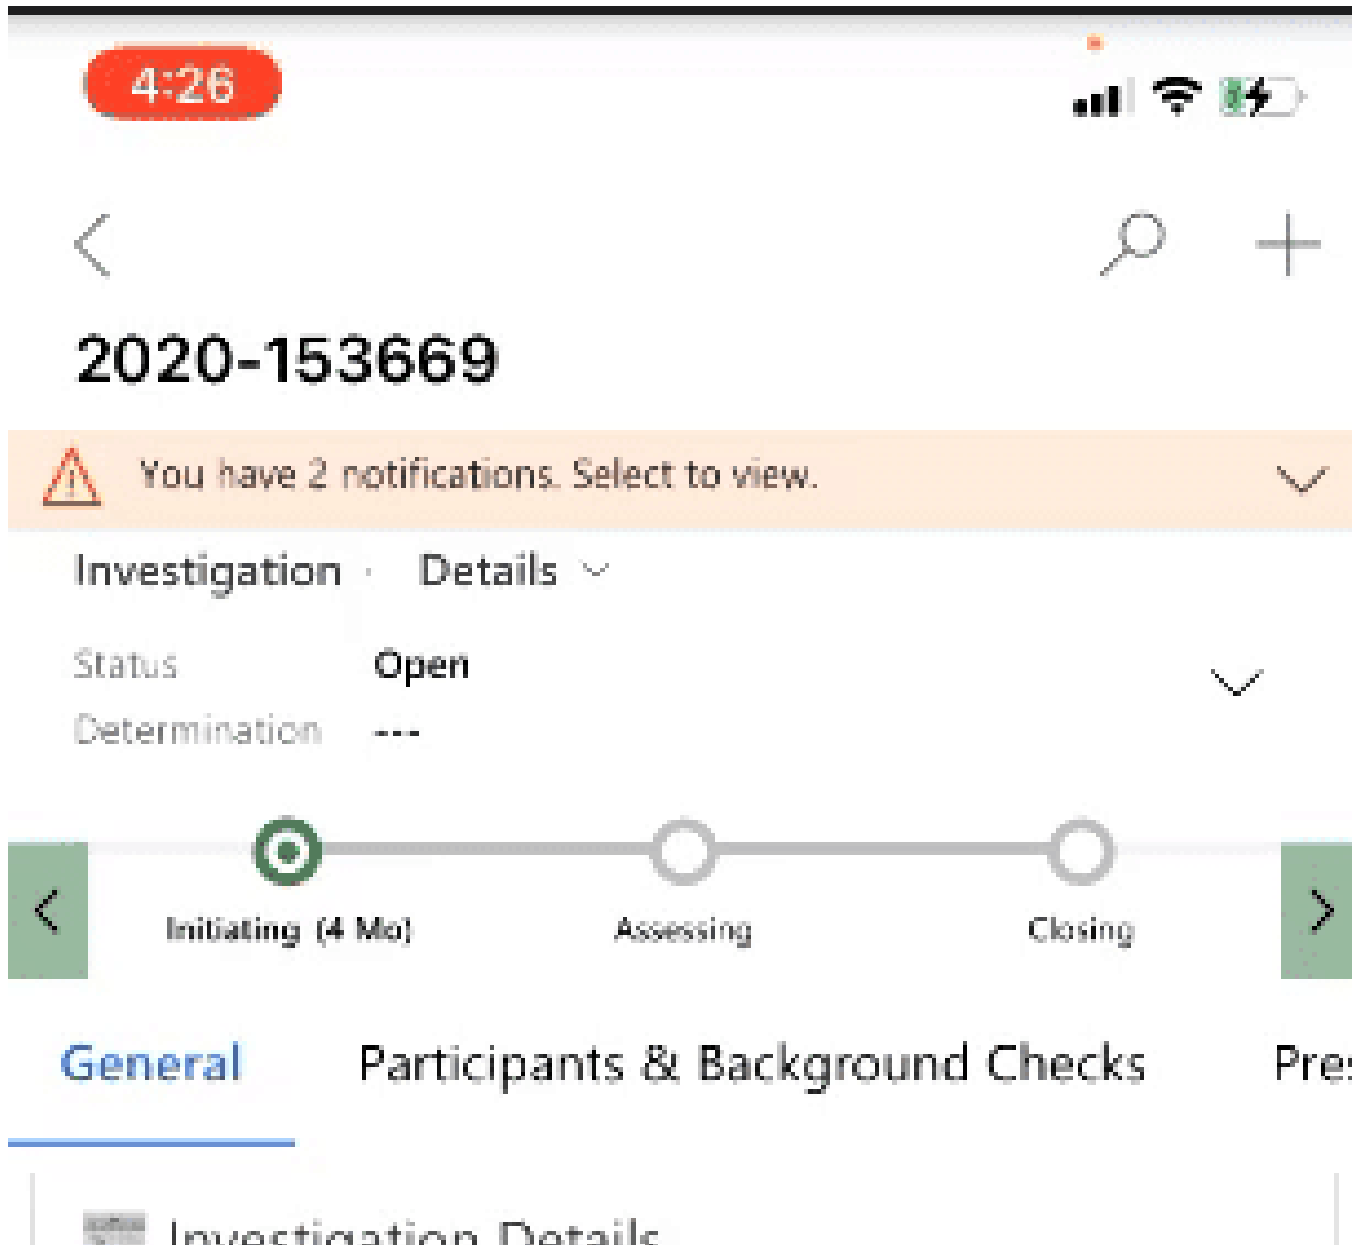 4:26
2020-153669
You have 2 notifications. Select to view.
Investigation · Details
Status Open
Determination ---
Initiating (4 Mo) Assessing Closing
General Participants & Background Checks Pres
Investigation Details